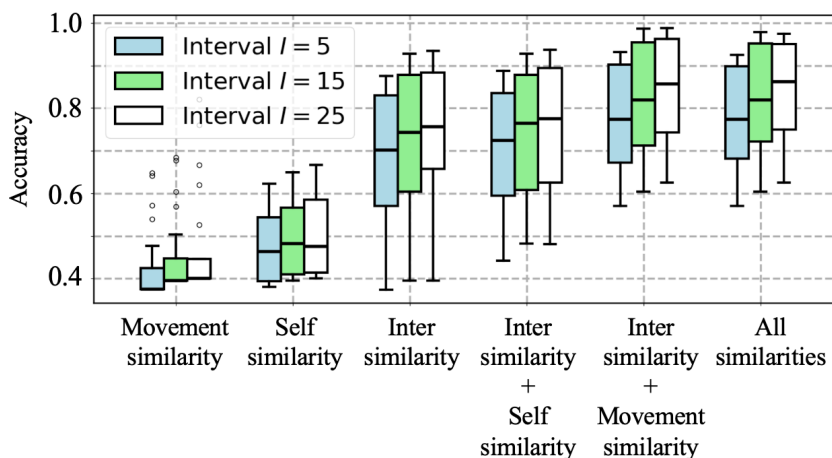 1.0
0.8
0.6
0.4
Accuracy
Interval I = 5
Interval I = 15
Interval I = 25
Movement
similarity
Self
similarity
Inter
similarity
Inter
similarity
+
Self
similarity
Inter
similarity
+
Movement
similarity
All
similarities